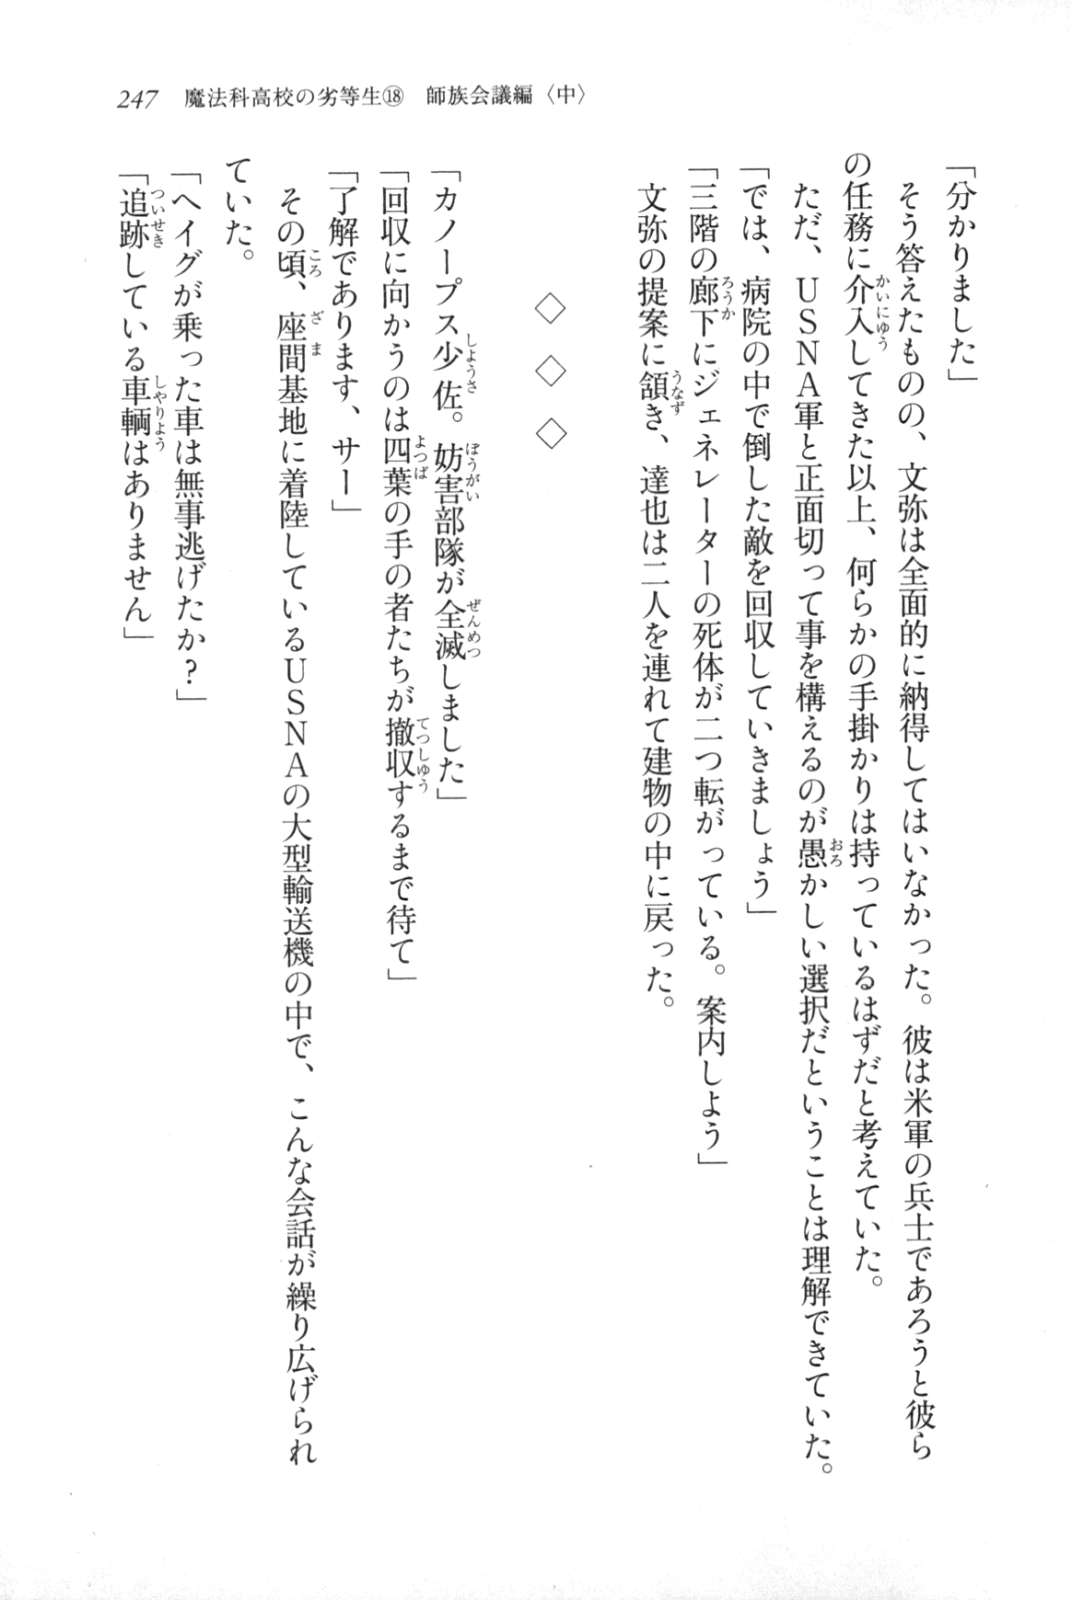 247 魔法科高校の劣等生⑱ 師族会議編〈中〉
「分かりました」
そう答えたものの、文弥は全面的に納得してはいなかった。彼は米軍の兵士であろうと彼ら
の任務に介入してきた以上、何らかの手掛かりは持っているはずだと考えていた。
ただ、ＵＳＮＡ軍と正面切って事を構えるのが愚かしい選択だということは理解できていた。
「では、病院の中で倒した敵を回収していきましょう」
「三階の廊下にジェネレーターの死体が二つ転がっている。案内しよう」
文弥の提案に頷き、達也は二人を連れて建物の中に戻った。
◇ ◇ ◇
「カノープス少佐。妨害部隊が全滅しました」
「回収に向かうのは四葉の手の者たちが撤収するまで待て」
「了解であります、サー」
その頃、座間基地に着陸しているＵＳＮＡの大型輸送機の中で、こんな会話が繰り広げられ
ていた。
「ヘイグが乗った車は無事逃げたか？」
「追跡している車輌はありません」